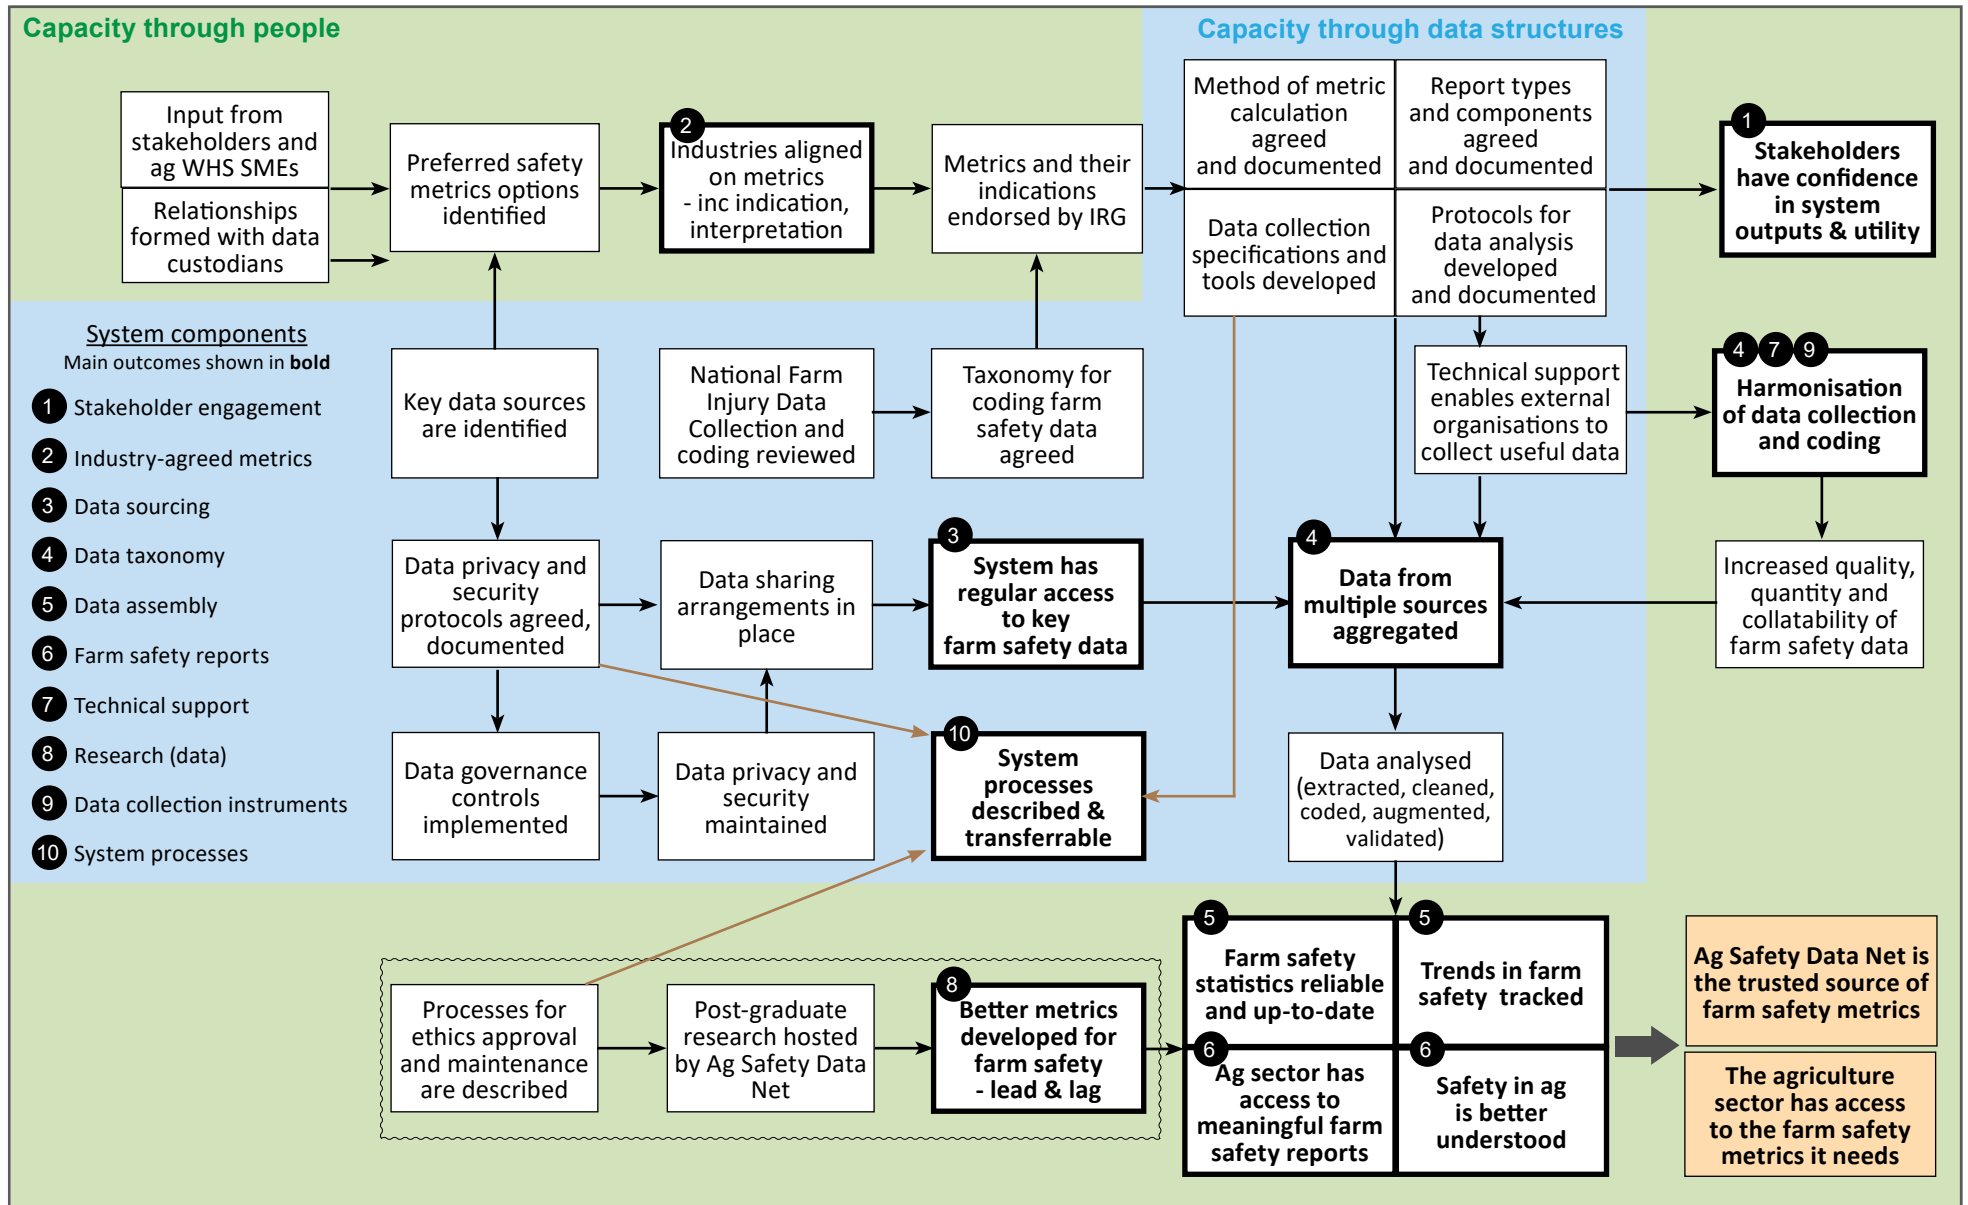 Capacity through people
Capacity through data structures
Input from
stakeholders and
ag WHS SMEs
Relationships
formed with data
custodians
Preferred safety
metrics options
identified
2
Industries aligned
on metrics
- inc indication,
interpretation
Metrics and their
indications
endorsed by IRG
Method of metric
calculation
agreed
and documented
Report types
and components
agreed
and documented
Data collection
specifications and
tools developed
Protocols for
data analysis
developed
and documented
1
Stakeholders
have confidence
in system
outputs & utility
System components
Main outcomes shown in bold
1 Stakeholder engagement
2 Industry-agreed metrics
3 Data sourcing
4 Data taxonomy
5 Data assembly
6 Farm safety reports
7 Technical support
8 Research (data)
9 Data collection instruments
10 System processes
Key data sources
are identified
National Farm
Injury Data
Collection and
coding reviewed
Taxonomy for
coding farm
safety data
agreed
Technical support
enables external
organisations to
collect useful data
4 7 9
Harmonisation
of data collection
and coding
Data privacy and
security
protocols agreed,
documented
Data sharing
arrangements in
place
3
System has
regular access
to key
farm safety data
4
Data from
multiple sources
aggregated
Increased quality,
quantity and
collatability of
farm safety data
Data governance
controls
implemented
Data privacy and
security
maintained
10
System
processes
described &
transferrable
Data analysed
(extracted, cleaned,
coded, augmented,
validated)
Processes for
ethics approval
and maintenance
are described
Post-graduate
research hosted
by Ag Safety Data
Net
8
Better metrics
developed for
farm safety
- lead & lag
5
Farm safety
statistics reliable
and up-to-date
5
Trends in farm
safety tracked
6
Ag sector has
access to
meaningful farm
safety reports
6
Safety in ag
is better
understood
Ag Safety Data Net is
the trusted source of
farm safety metrics
The agriculture
sector has access
to the farm safety
metrics it needs